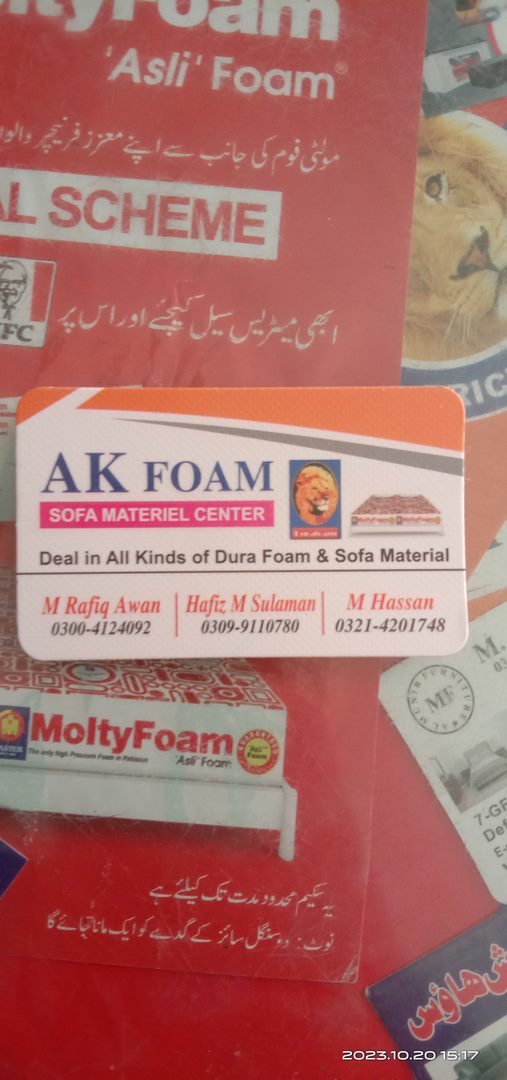 MoltyFoam
'Asli' Foam®
مولٹی فوم کی جانب سے اپنے معزز فرنیچر
SCHEME
ابھی میٹریس سیل کیجئے اور اس پر
AK FOAM
SOFA MATERIEL CENTER
Deal in All Kinds of Dura Foam & Sofa Material
M Rafiq Awan
0300-4124092
Hafiz M Sulaman
0309-9110780
M Hassan
0321-4201748
MoltyFoam
The only high Pressure Foam in Pakistan
'Asli' Foam
M.
MF
AL MUNIR FURNITURE
یہ سکیم محدود مدت تک کیلئے ہے
نوٹ: دو سنگل سائز کے گدے کو ایک مانا جائے گا
2023.10.20 15:17